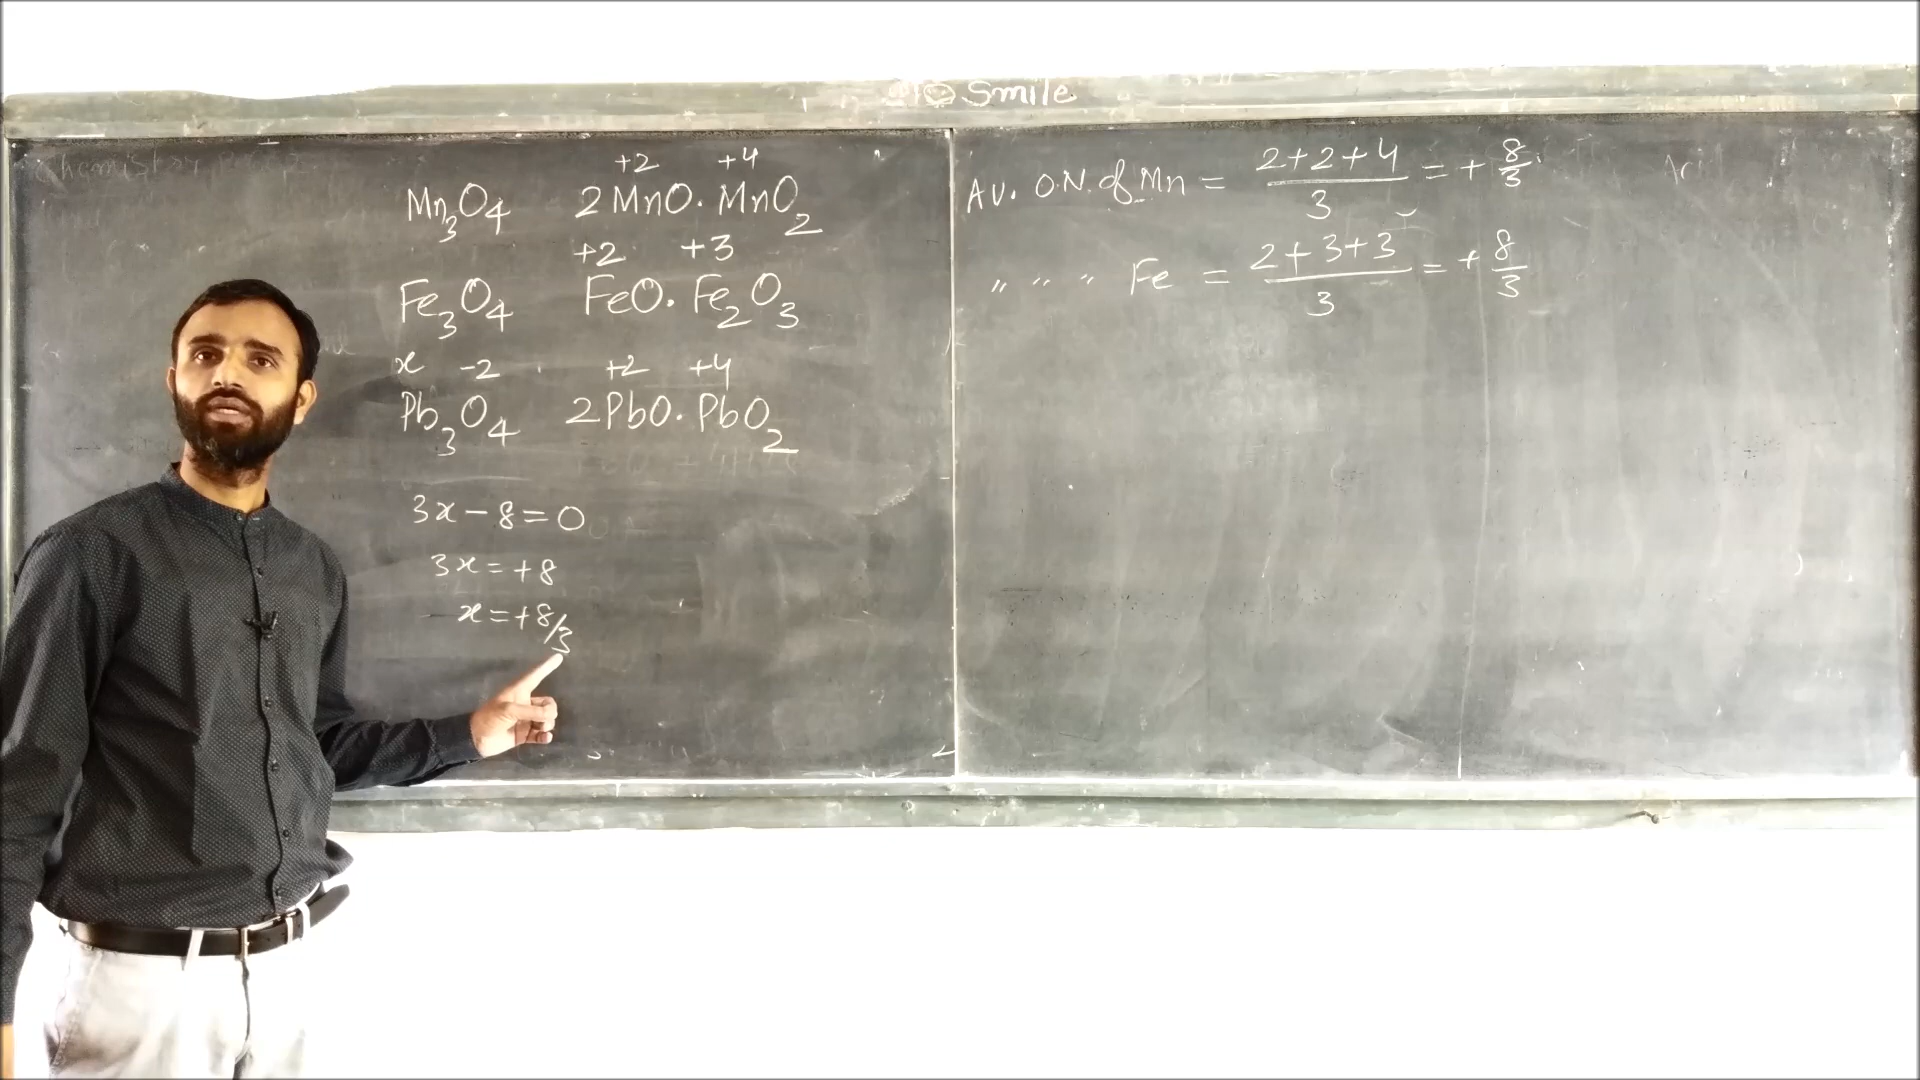 Smile
Chemistry
+2 +4
Mn₃O₄ 2MnO.MnO₂
+2 +3
Fe₃O₄ FeO.Fe₂O₃
x -2 +2 +4
Pb₃O₄ 2PbO.PbO₂
3x-8=0
3x=+8
x=+8/3
AV. O.N. of Mn = (2+2+4)/3 = +8/3
" " " Fe = (2+3+3)/3 = +8/3